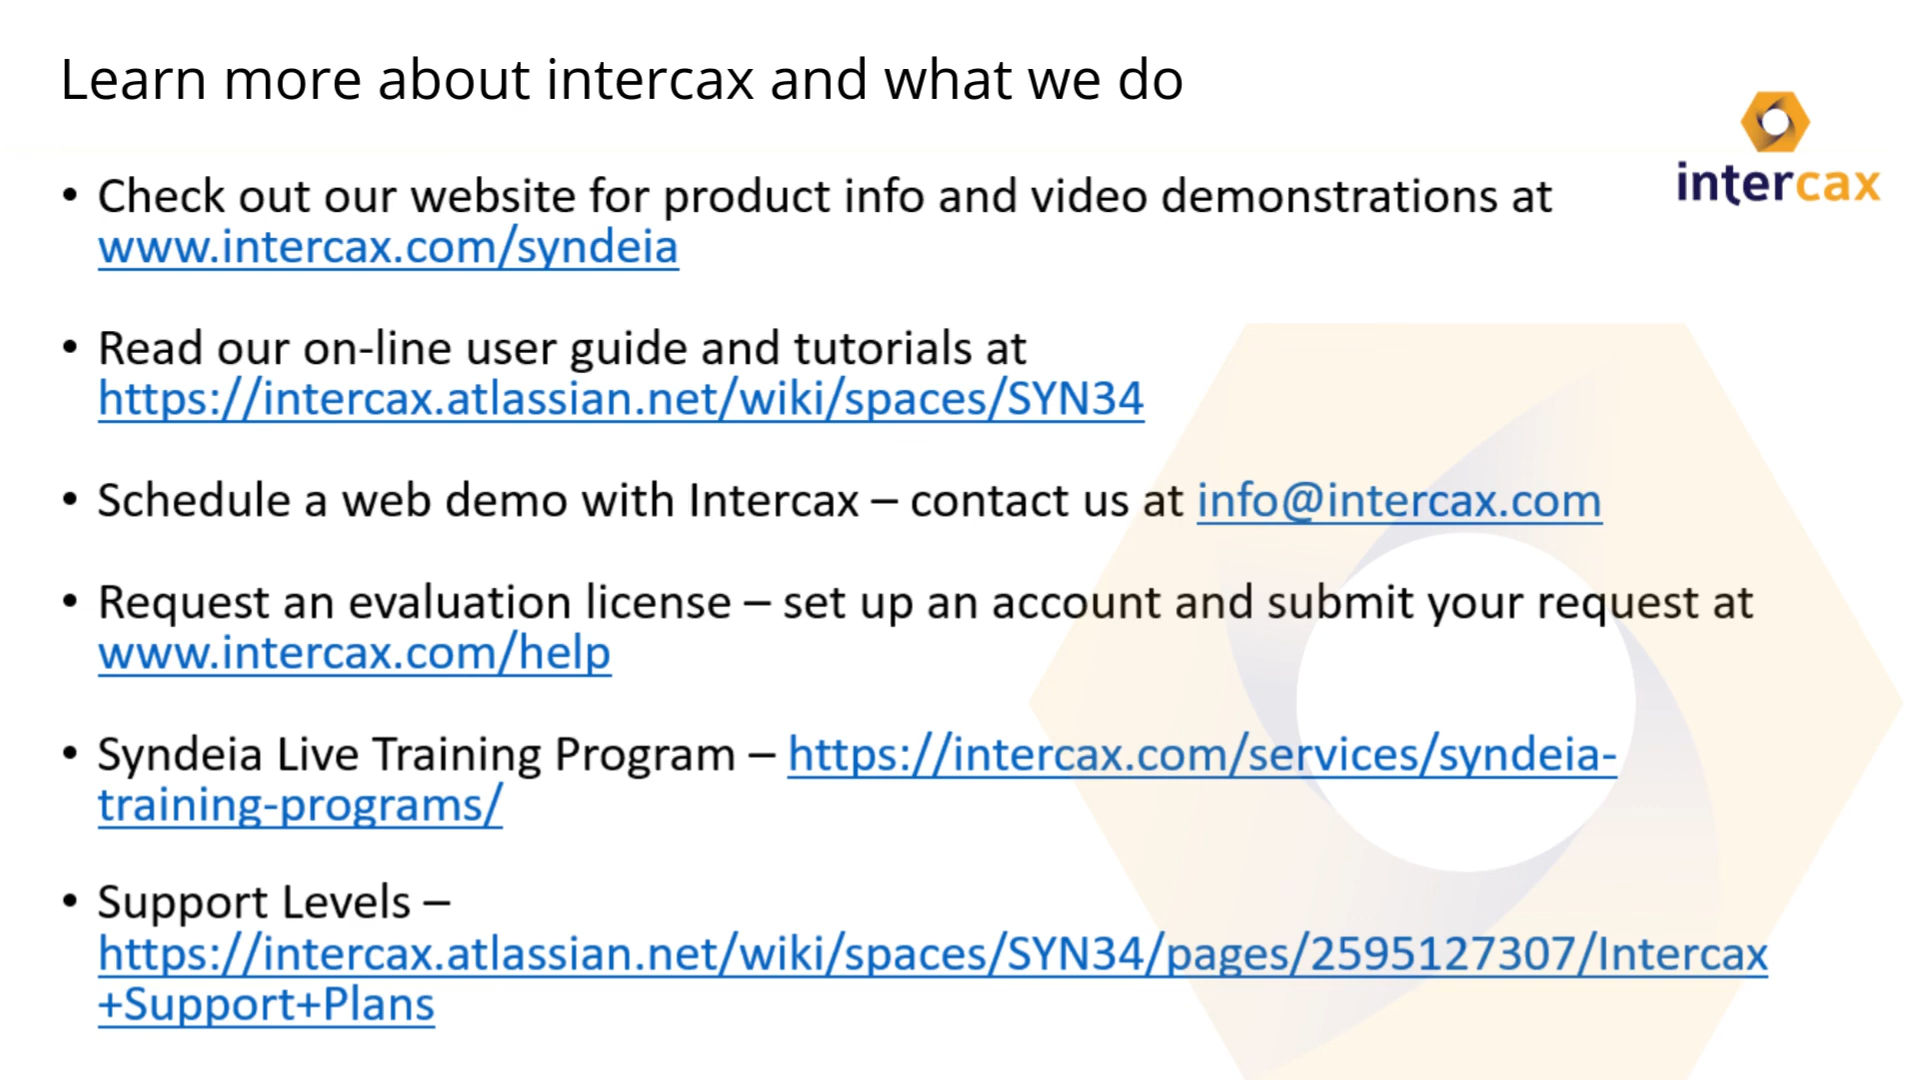 Learn more about intercax and what we do
intercax
• Check out our website for product info and video demonstrations at
www.intercax.com/syndeia
• Read our on-line user guide and tutorials at
https://intercax.atlassian.net/wiki/spaces/SYN34
• Schedule a web demo with Intercax – contact us at info@intercax.com
• Request an evaluation license – set up an account and submit your request at
www.intercax.com/help
• Syndeia Live Training Program – https://intercax.com/services/syndeia-
training-programs/
• Support Levels –
https://intercax.atlassian.net/wiki/spaces/SYN34/pages/2595127307/Intercax
+Support+Plans